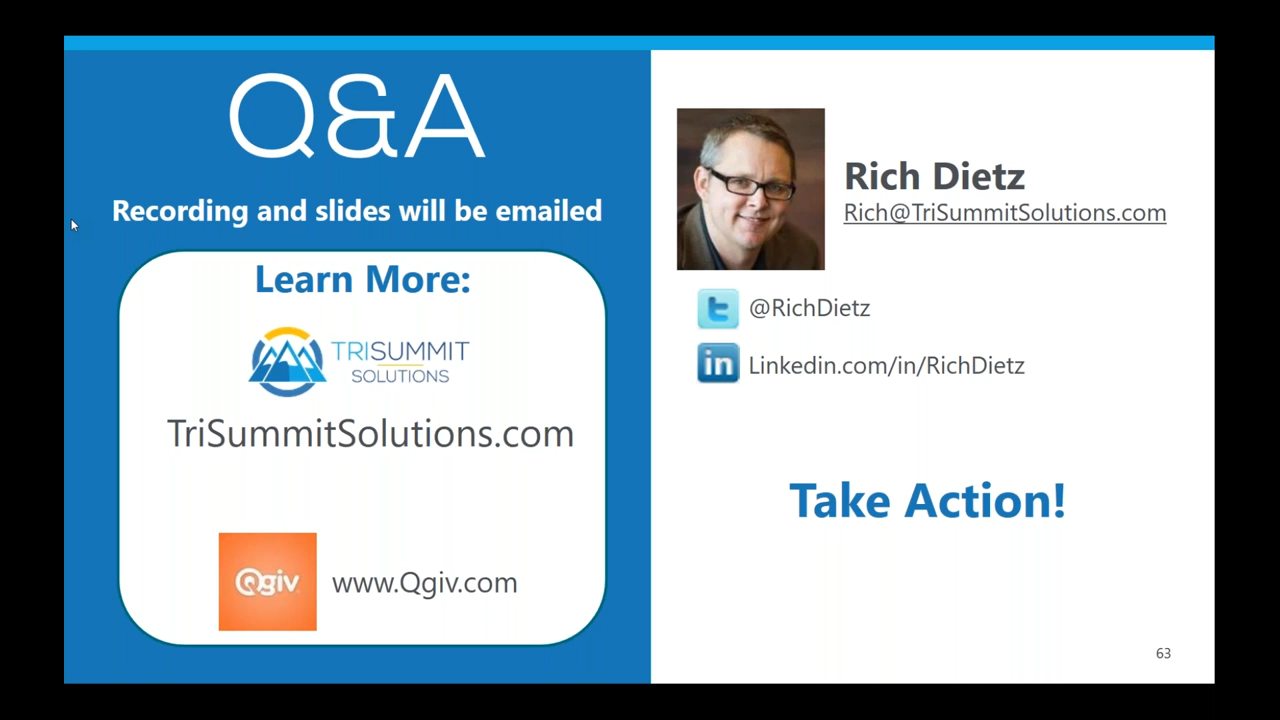 Q&A
Recording and slides will be emailed
Learn More:
TRISUMMIT
SOLUTIONS
TriSummitSolutions.com
Qgiv
www.Qgiv.com
Rich Dietz
Rich@TriSummitSolutions.com
t
@RichDietz
in
Linkedin.com/in/RichDietz
Take Action!
63